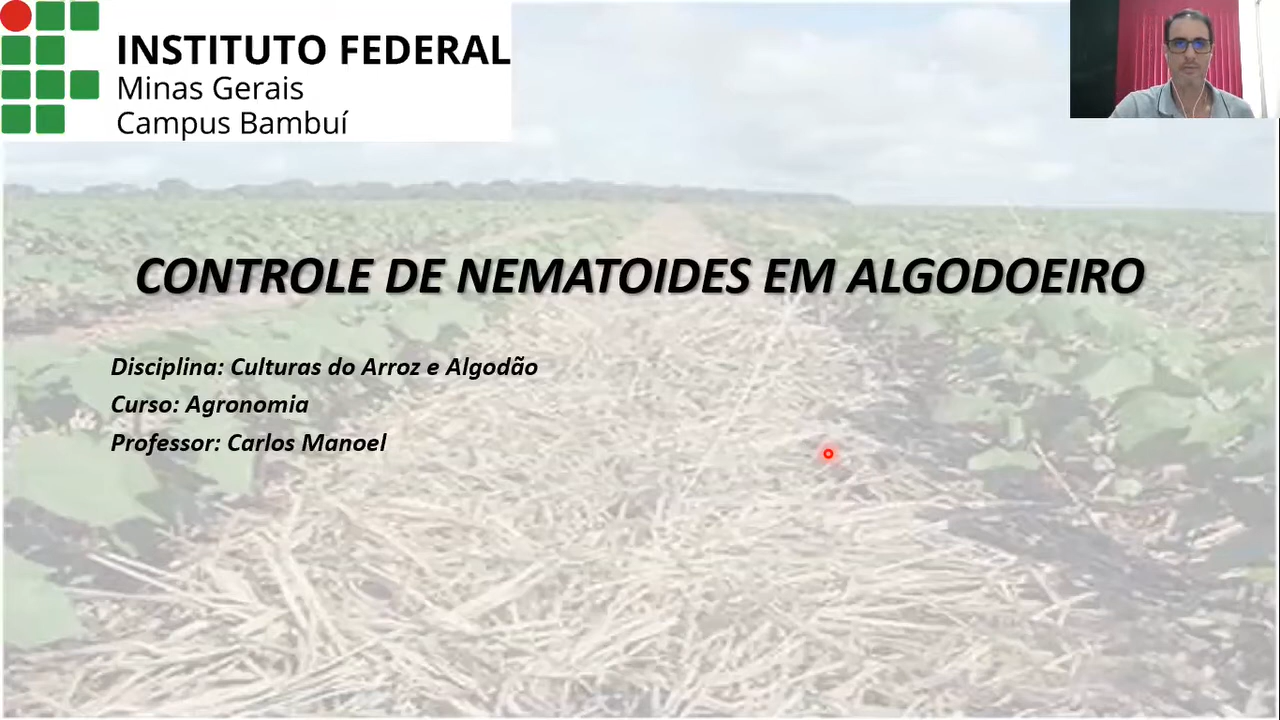 INSTITUTO FEDERAL
Minas Gerais
Campus Bambuí
CONTROLE DE NEMATOIDES EM ALGODOEIRO
Disciplina: Culturas do Arroz e Algodão
Curso: Agronomia
Professor: Carlos Manoel